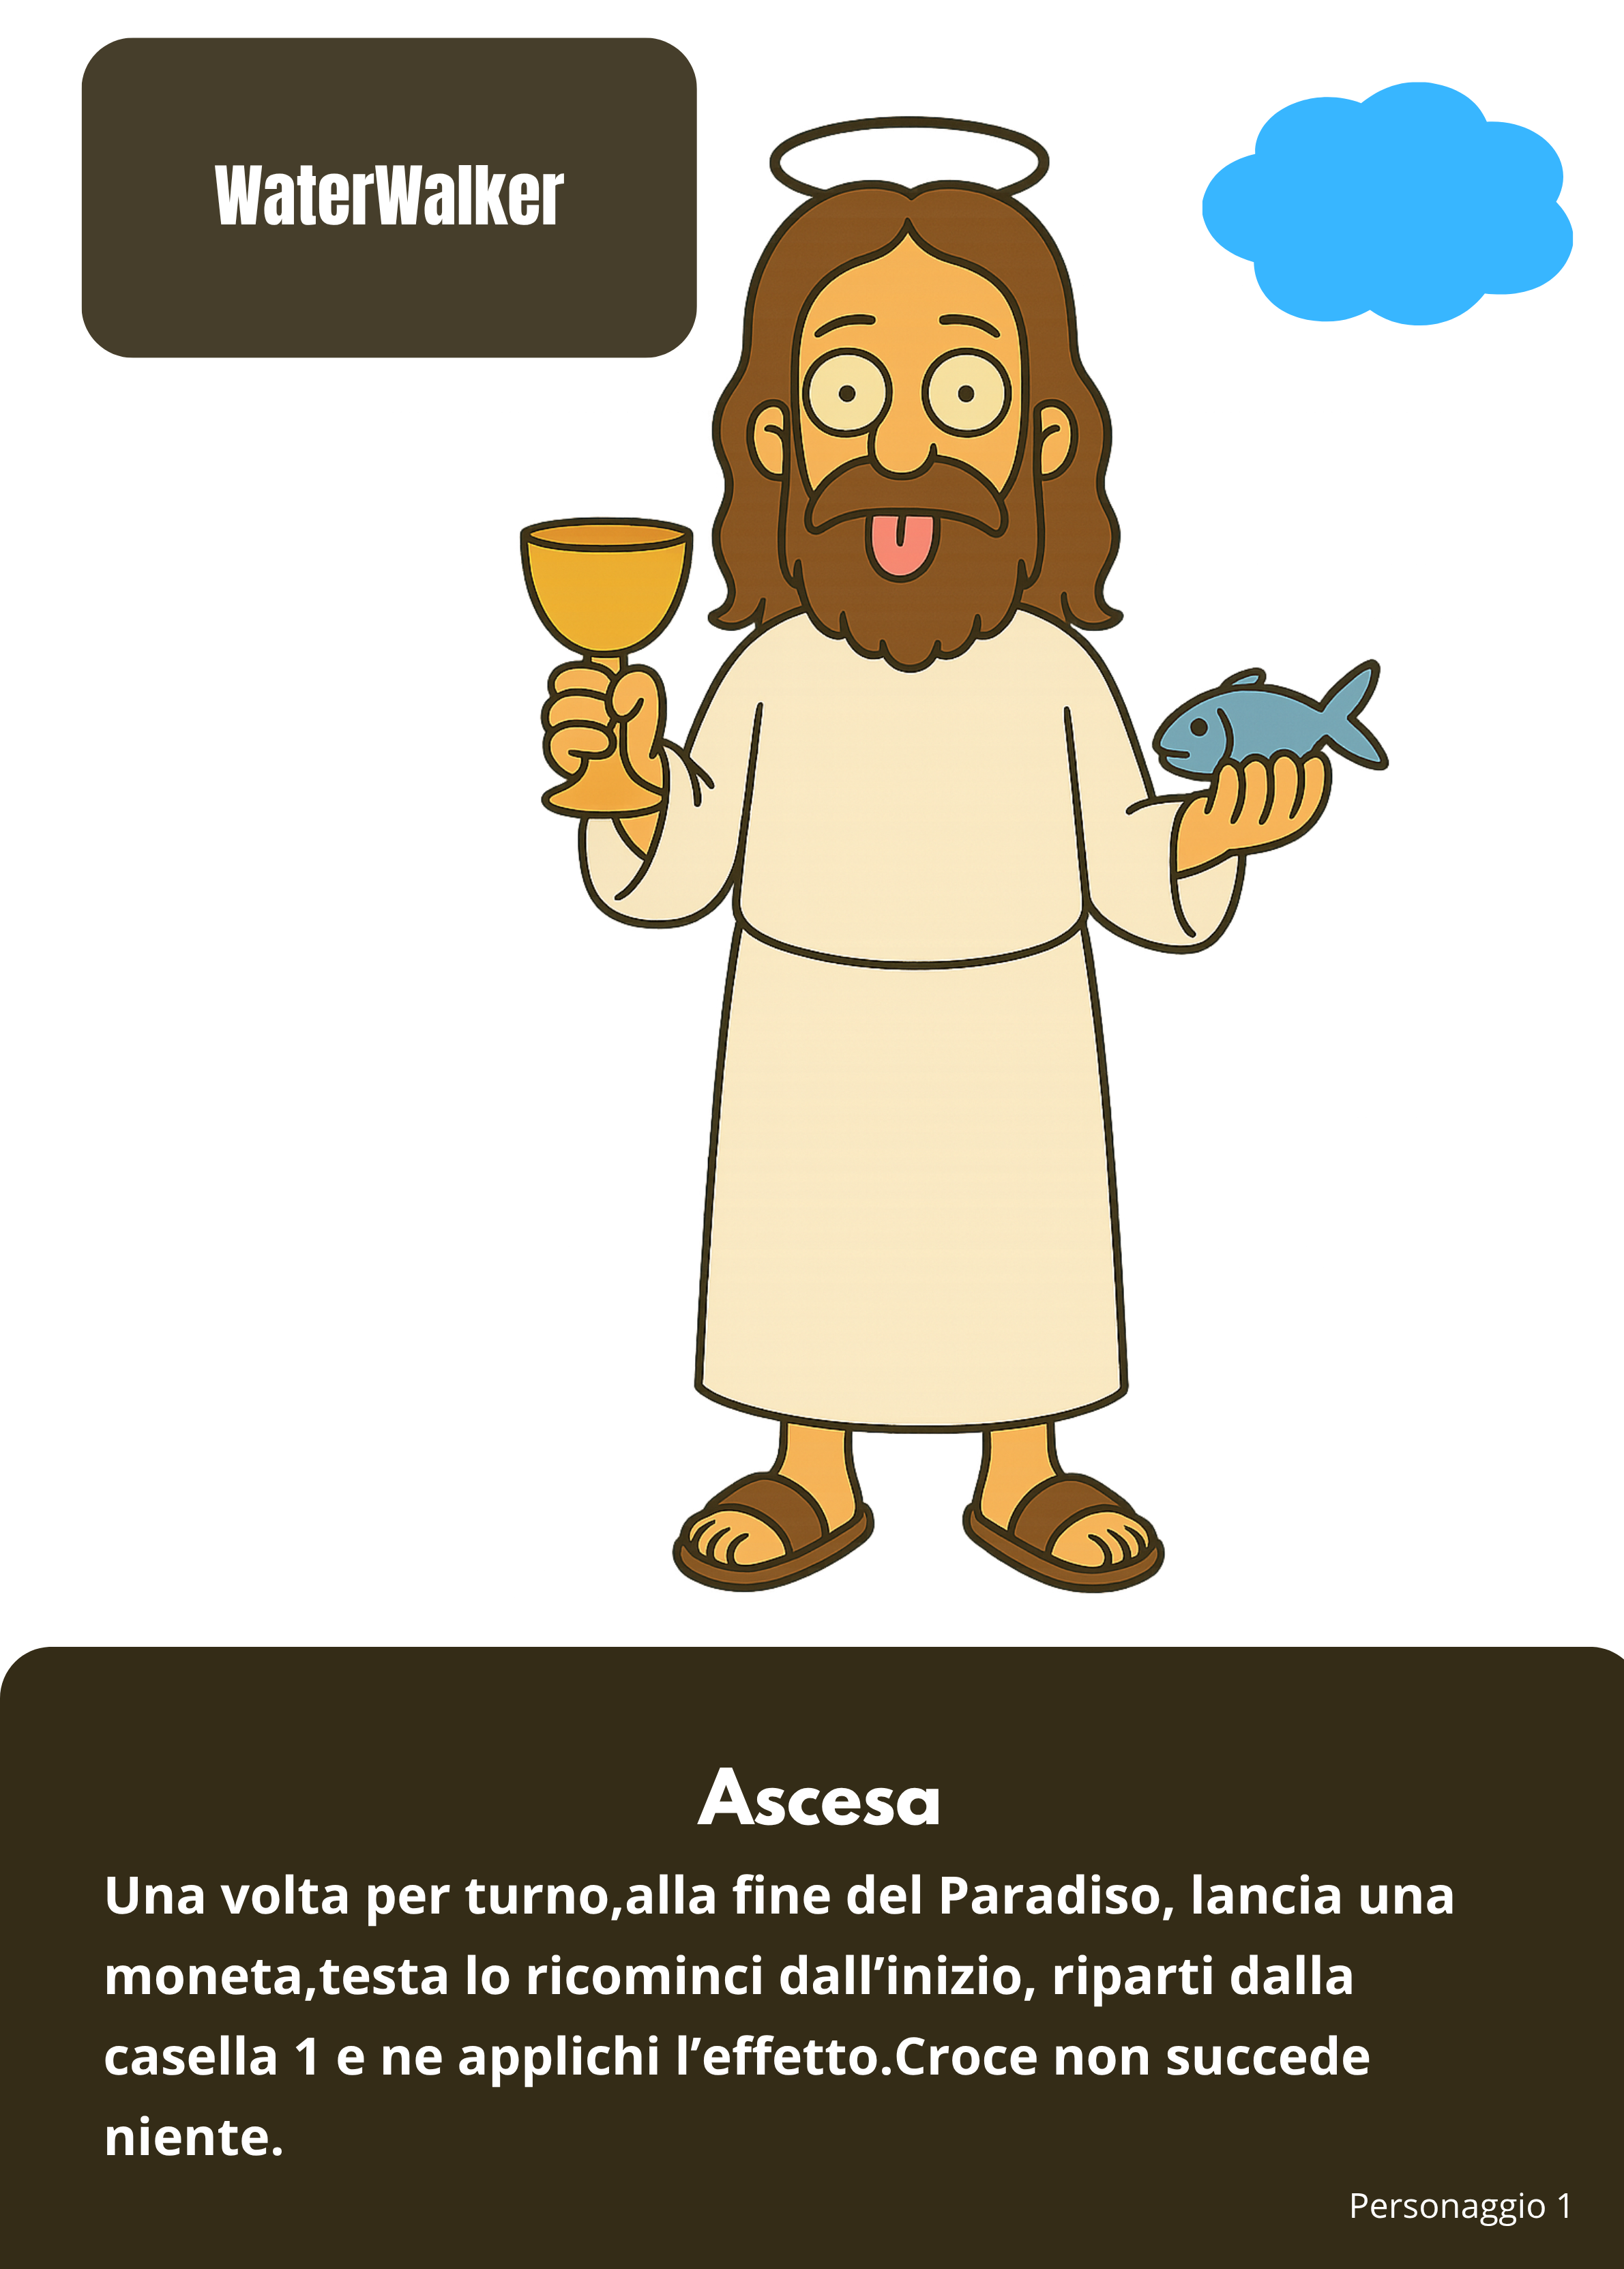 WaterWalker
Ascesa
Una volta per turno,alla fine del Paradiso, lancia una
moneta,testa lo ricominci dall’inizio, riparti dalla
casella 1 e ne applichi l’effetto.Croce non succede
niente.
Personaggio 1